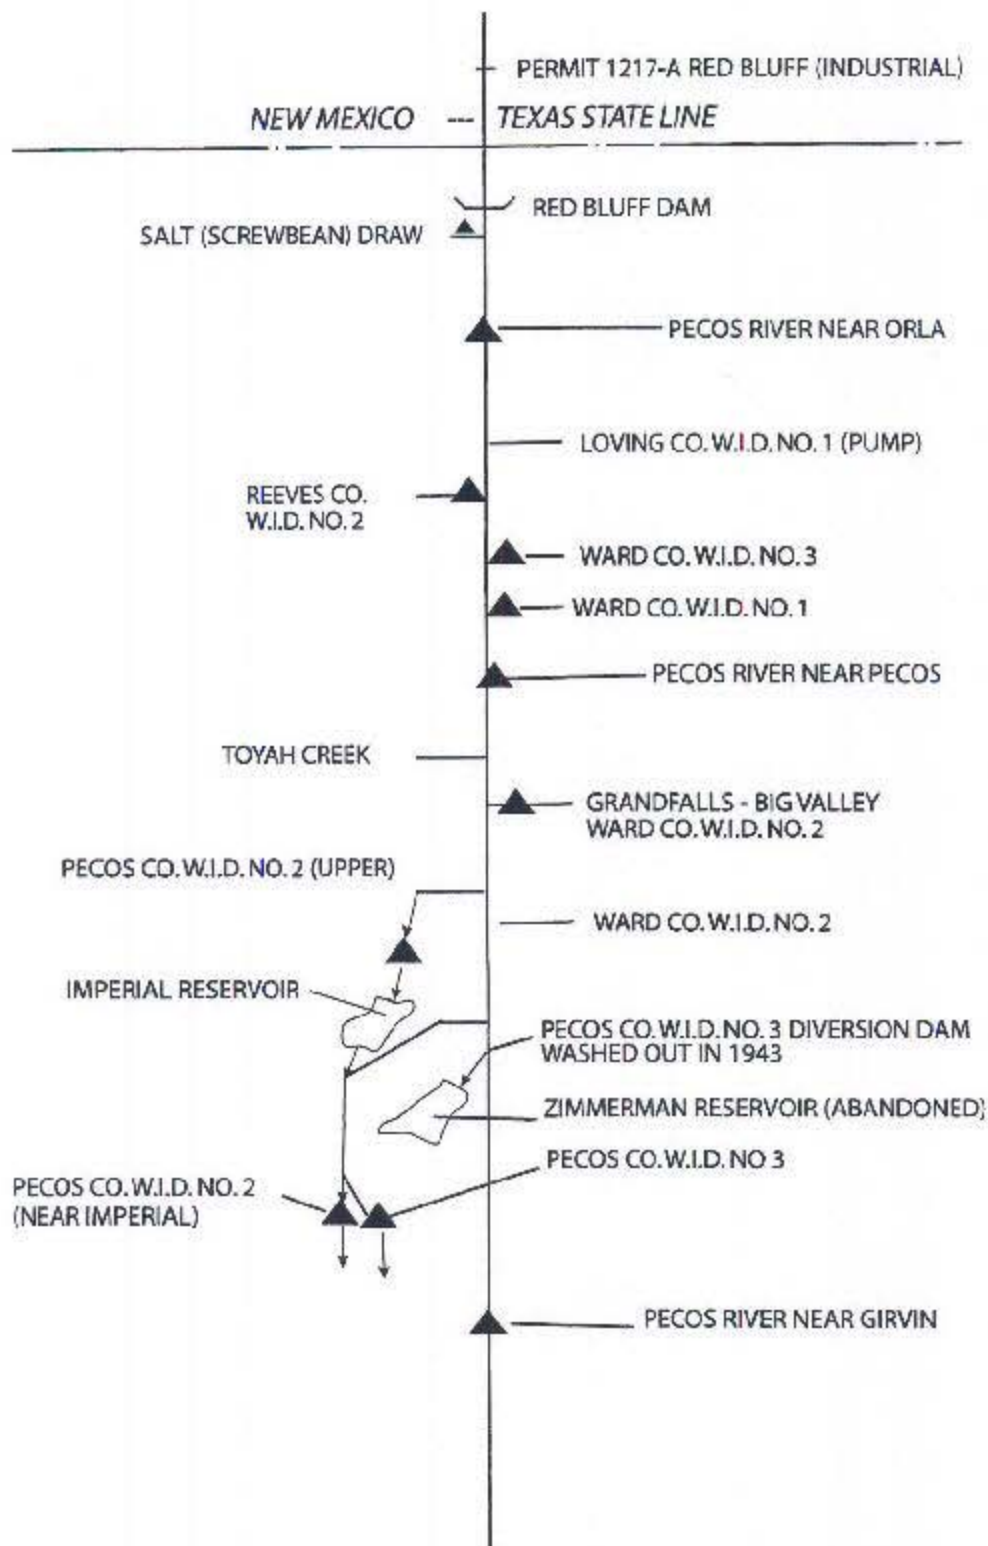 PERMIT 1217-A RED BLUFF (INDUSTRIAL)
NEW MEXICO --- TEXAS STATE LINE
RED BLUFF DAM
SALT (SCREWBEAN) DRAW
PECOS RIVER NEAR ORLA
LOVING CO. W.I.D. NO. 1 (PUMP)
REEVES CO.
W.I.D. NO. 2
WARD CO. W.I.D. NO. 3
WARD CO. W.I.D. NO. 1
PECOS RIVER NEAR PECOS
TOYAH CREEK
GRANDFALLS - BIG VALLEY
WARD CO. W.I.D. NO. 2
PECOS CO. W.I.D. NO. 2 (UPPER)
WARD CO. W.I.D. NO. 2
IMPERIAL RESERVOIR
PECOS CO. W.I.D. NO. 3 DIVERSION DAM
WASHED OUT IN 1943
ZIMMERMAN RESERVOIR (ABANDONED)
PECOS CO. W.I.D. NO 3
PECOS CO. W.I.D. NO. 2
(NEAR IMPERIAL)
PECOS RIVER NEAR GIRVIN